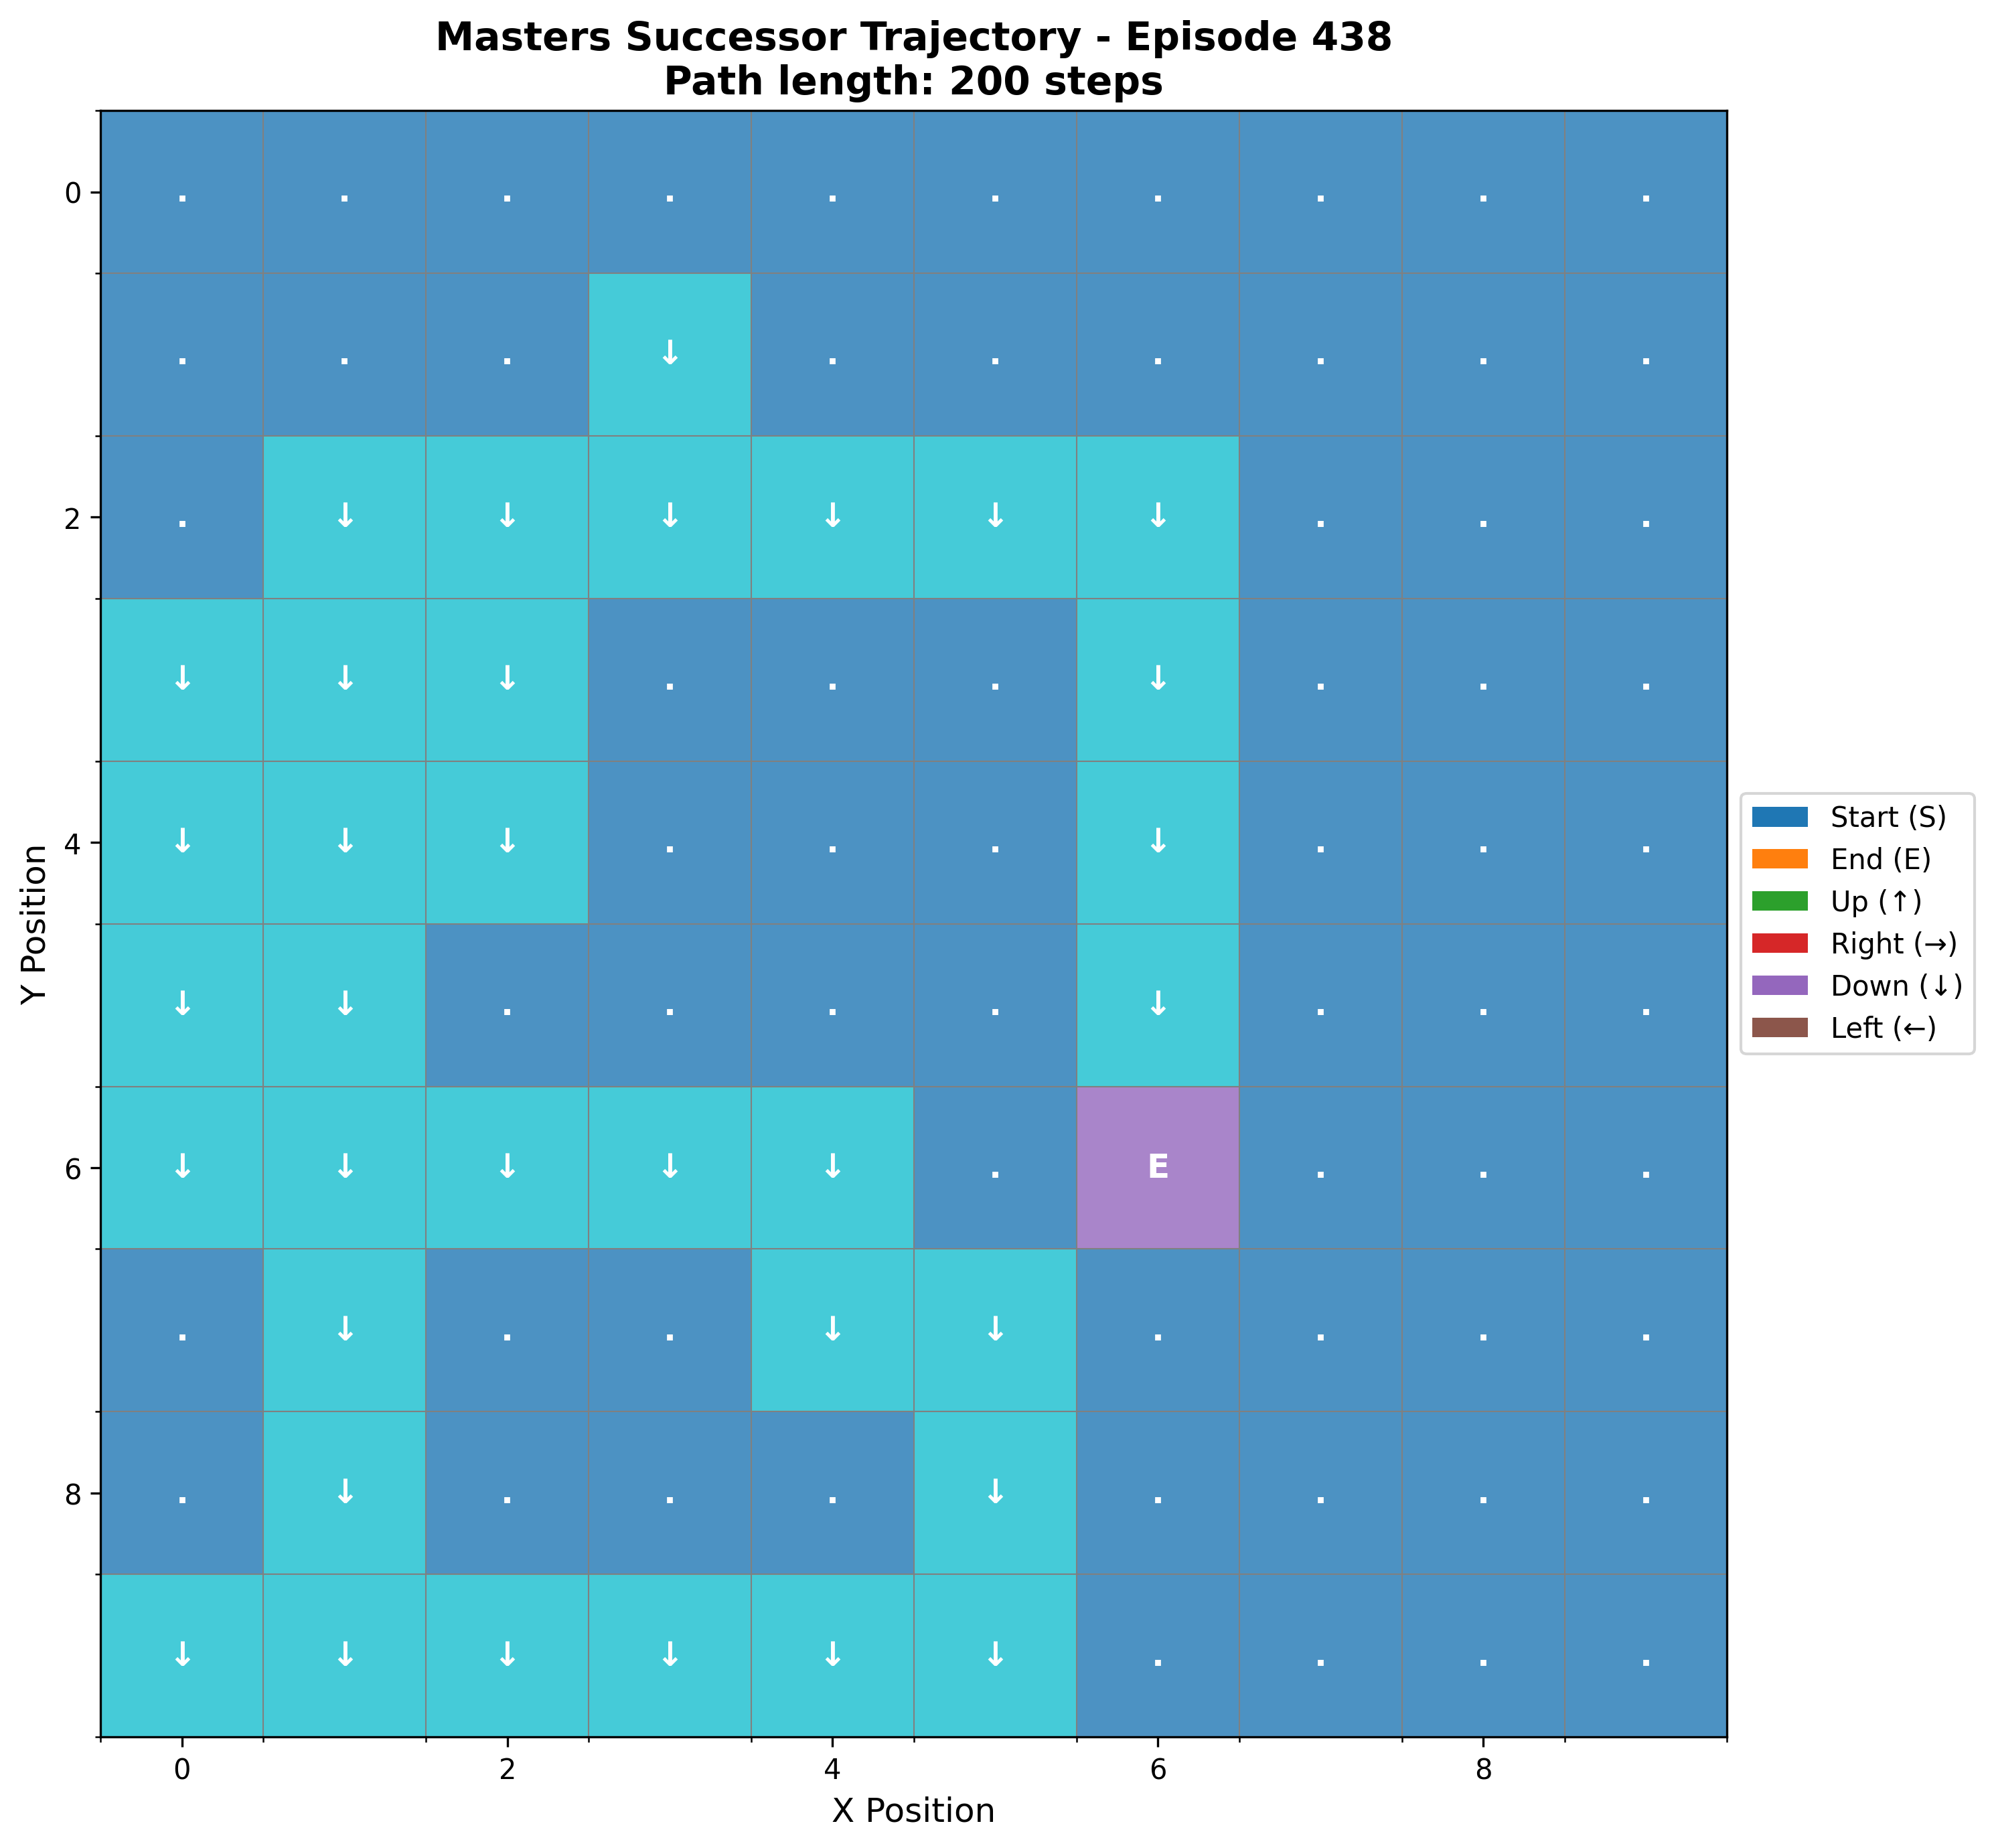 Masters Successor Trajectory - Episode 438
Path length: 200 steps
0 . . . . . . . . . .
. . . ↓ . . . . . .
2 . ↓ ↓ ↓ ↓ ↓ ↓ . . .
↓ ↓ ↓ . . . ↓ . . .
4 ↓ ↓ ↓ . . . ↓ . . .
↓ ↓ . . . . ↓ . . .
6 ↓ ↓ ↓ ↓ ↓ . E . . .
. ↓ . . ↓ ↓ . . . .
8 . ↓ . . . ↓ . . . .
↓ ↓ ↓ ↓ ↓ ↓ . . . .
0 2 4 6 8
X Position
Y Position
Start (S)
End (E)
Up (↑)
Right (→)
Down (↓)
Left (←)